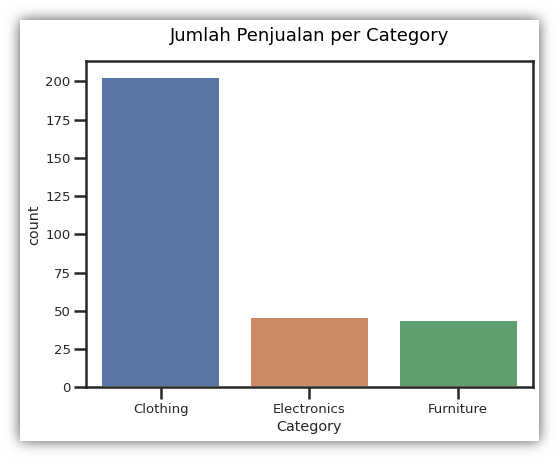 Jumlah Penjualan per Category
200
175
150
125
100
75
50
25
0
count
Clothing
Electronics
Furniture
Category